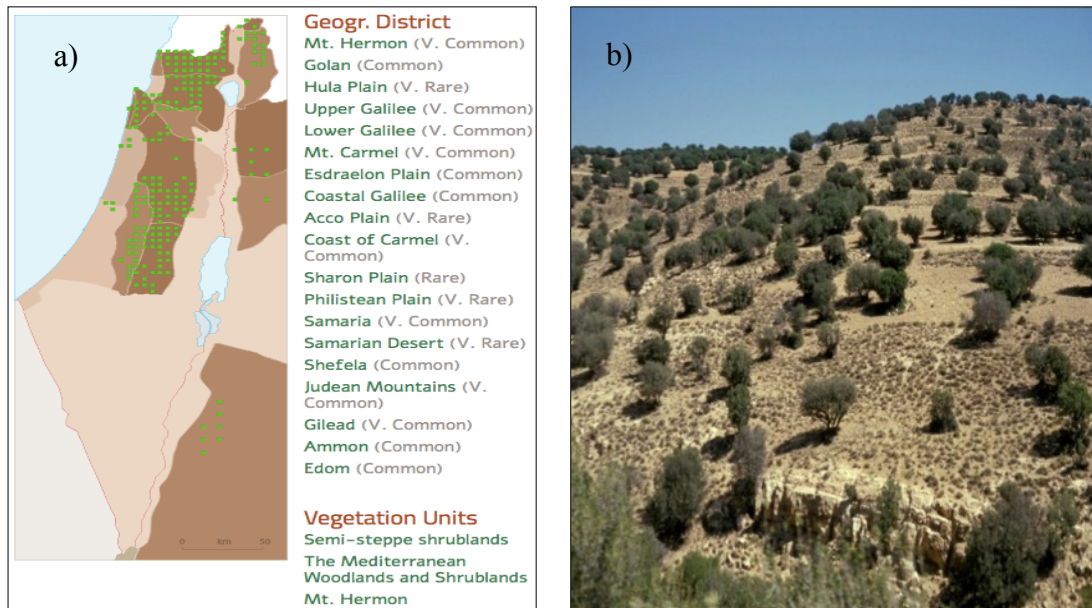 a)
0 km 50
Geogr. District
Mt. Hermon (V. Common)
Golan (Common)
Hula Plain (V. Rare)
Upper Galilee (V. Common)
Lower Galilee (V. Common)
Mt. Carmel (V. Common)
Esdraelon Plain (Common)
Coastal Galilee (Common)
Acco Plain (V. Rare)
Coast of Carmel (V.
Common)
Sharon Plain (Rare)
Philistean Plain (V. Rare)
Samaria (V. Common)
Samarian Desert (V. Rare)
Shefela (Common)
Judean Mountains (V.
Common)
Gilead (V. Common)
Ammon (Common)
Edom (Common)
Vegetation Units
Semi-steppe shrublands
The Mediterranean
Woodlands and Shrublands
Mt. Hermon
b)